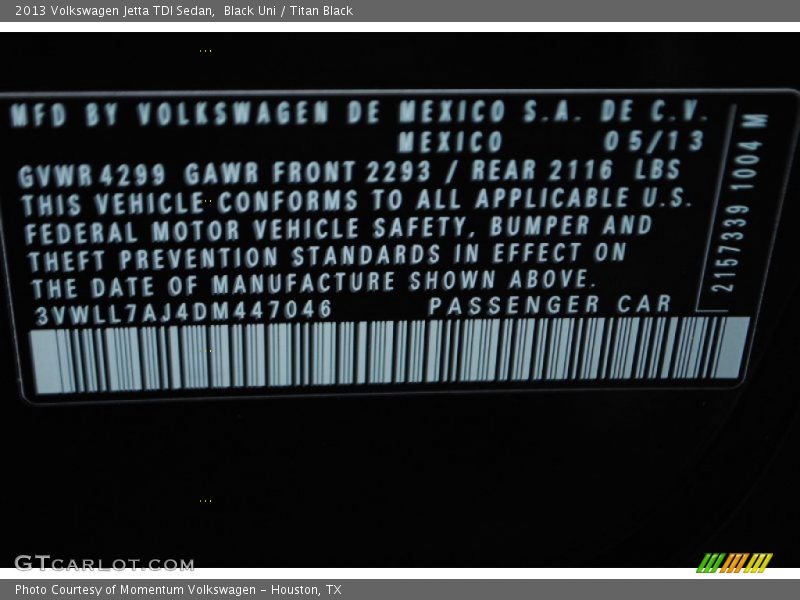 2013 Volkswagen Jetta TDI Sedan,  Black Uni / Titan Black
MFD BY VOLKSWAGEN DE MEXICO S.A. DE C.V.
MEXICO 05/13
GVWR 4299 GAWR FRONT 2293 / REAR 2116 LBS
THIS VEHICLE CONFORMS TO ALL APPLICABLE U.S.
FEDERAL MOTOR VEHICLE SAFETY, BUMPER AND
THEFT PREVENTION STANDARDS IN EFFECT ON
THE DATE OF MANUFACTURE SHOWN ABOVE.
3VWLL7AJ4DM447046 PASSENGER CAR
2157339 1004 M
GTCARLOT.COM
Photo Courtesy of Momentum Volkswagen - Houston, TX